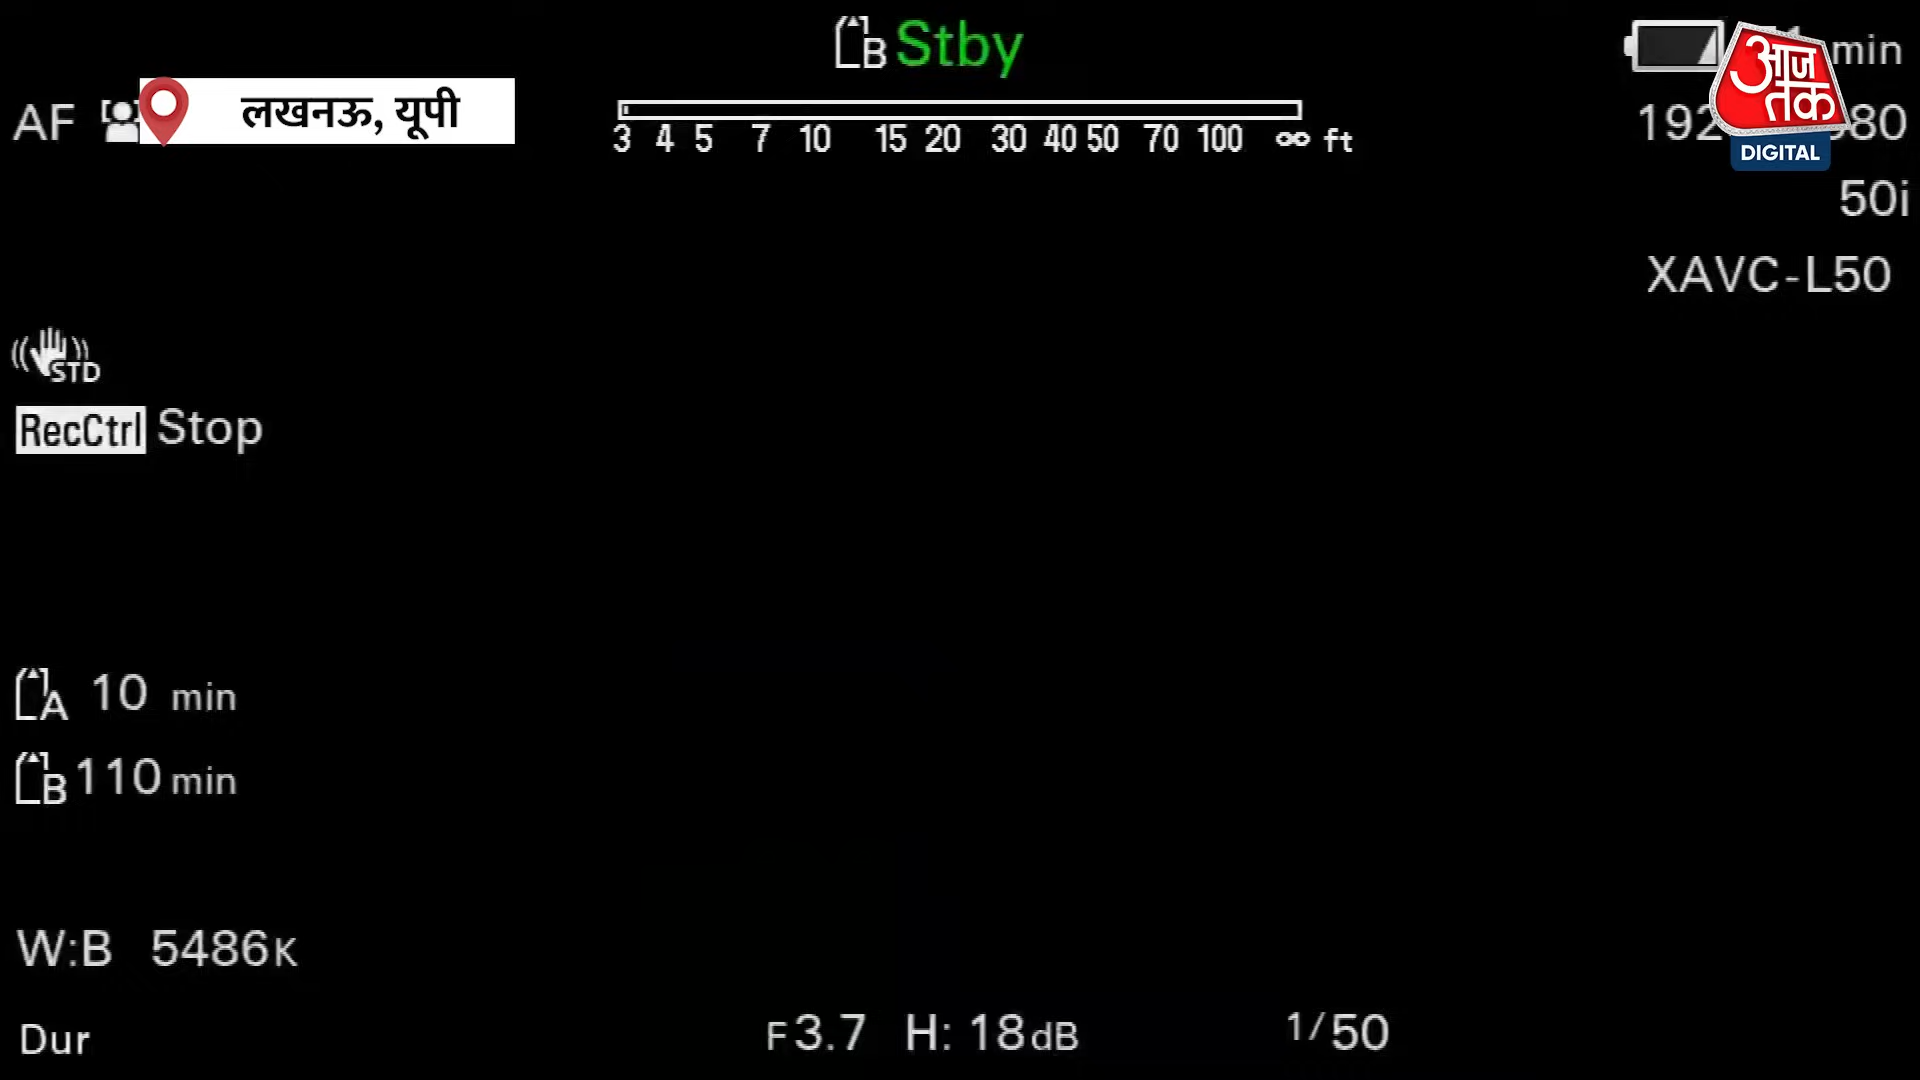 B Stby
min
AF
लखनऊ, यूपी
3 4 5 7 10 15 20 30 40 50 70 100 ∞ ft
आज तक
DIGITAL
50i
XAVC-L50
STD
RecCtrl Stop
A 10 min
B 110 min
W:B 5486K
Dur
F3.7 H: 18dB 1/50